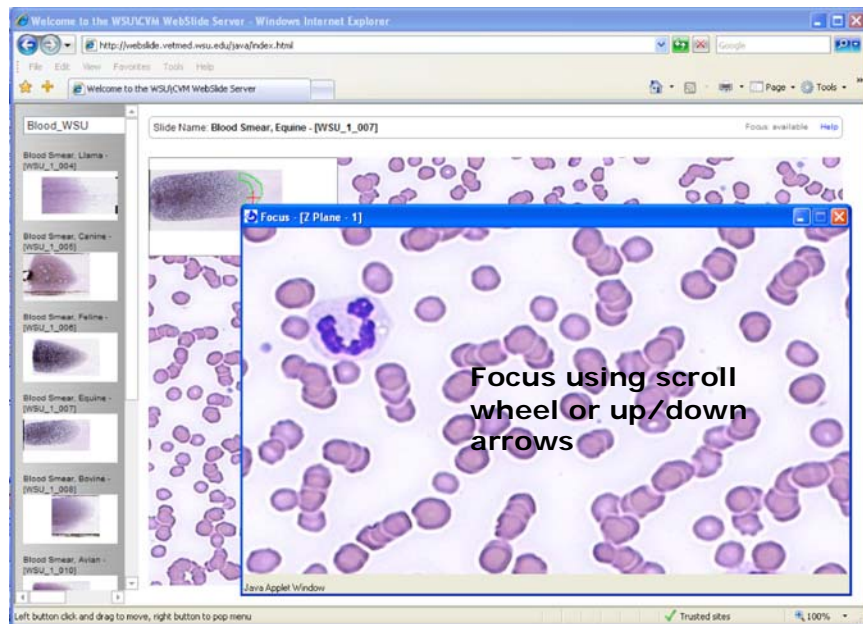 Welcome to the WSU\CVM WebSlide Server - Windows Internet Explorer
http://webslide.vetmed.wsu.edu/java/index.html
Google
File Edit View Favorites Tools Help
Welcome to the WSU\CVM WebSlide Server
Page Tools
Blood_WSU
Slide Name: Blood Smear, Equine - [WSU_1_007]
Focus available Help
Blood Smear, Llama -
[WSU_1_004]
Blood Smear, Canine -
[WSU_1_005]
Blood Smear, Feline -
[WSU_1_006]
Blood Smear, Equine -
[WSU_1_007]
Blood Smear, Bovine -
[WSU_1_008]
Blood Smear, Avian -
[WSU_1_010]
Focus - [Z Plane - 1]
Focus using scroll
wheel or up/down
arrows
Java Applet Window
Left button click and drag to move, right button to pop menu
Trusted sites
100%